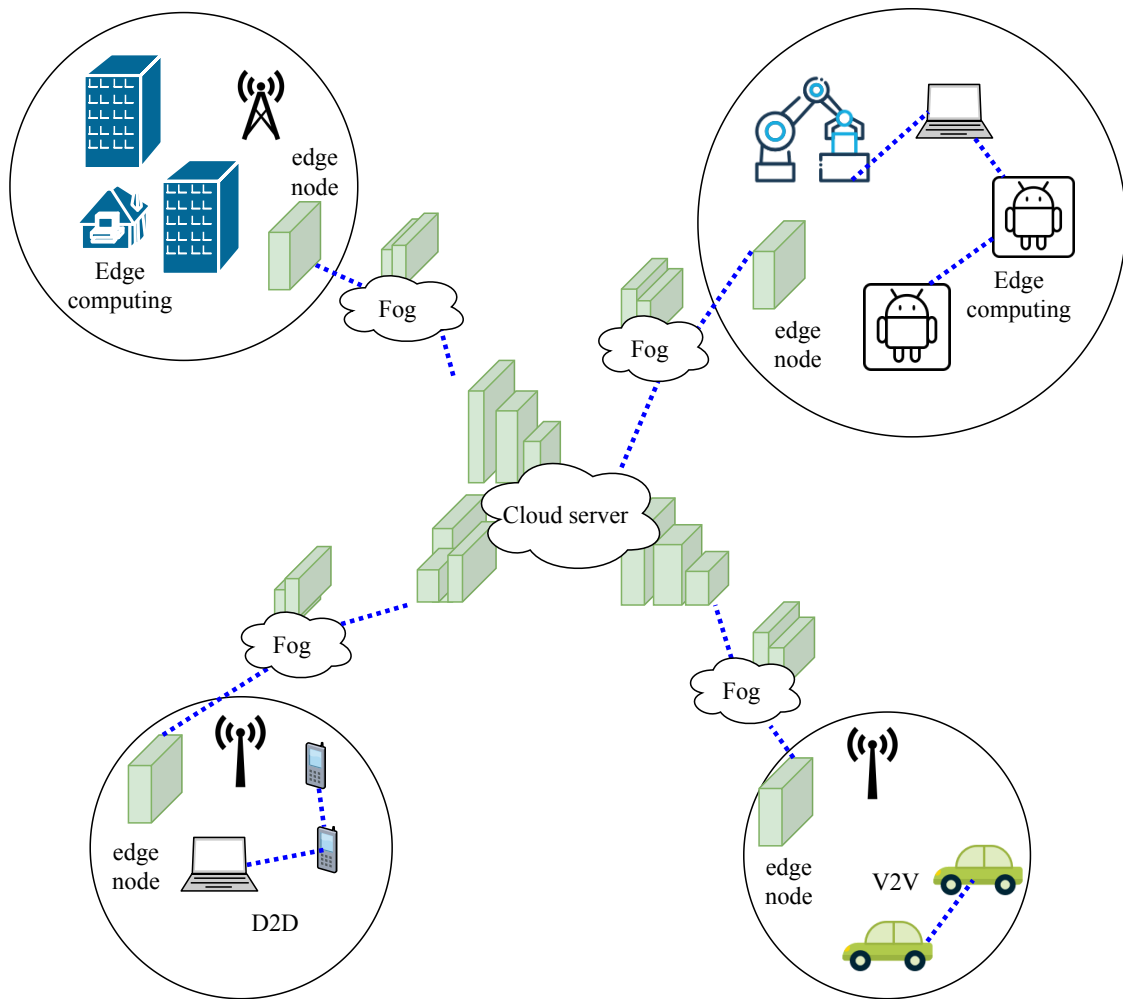 edge
node
Edge
computing
Fog
Edge
computing
edge
node
Fog
Cloud server
Fog
edge
node
D2D
Fog
edge
node
V2V